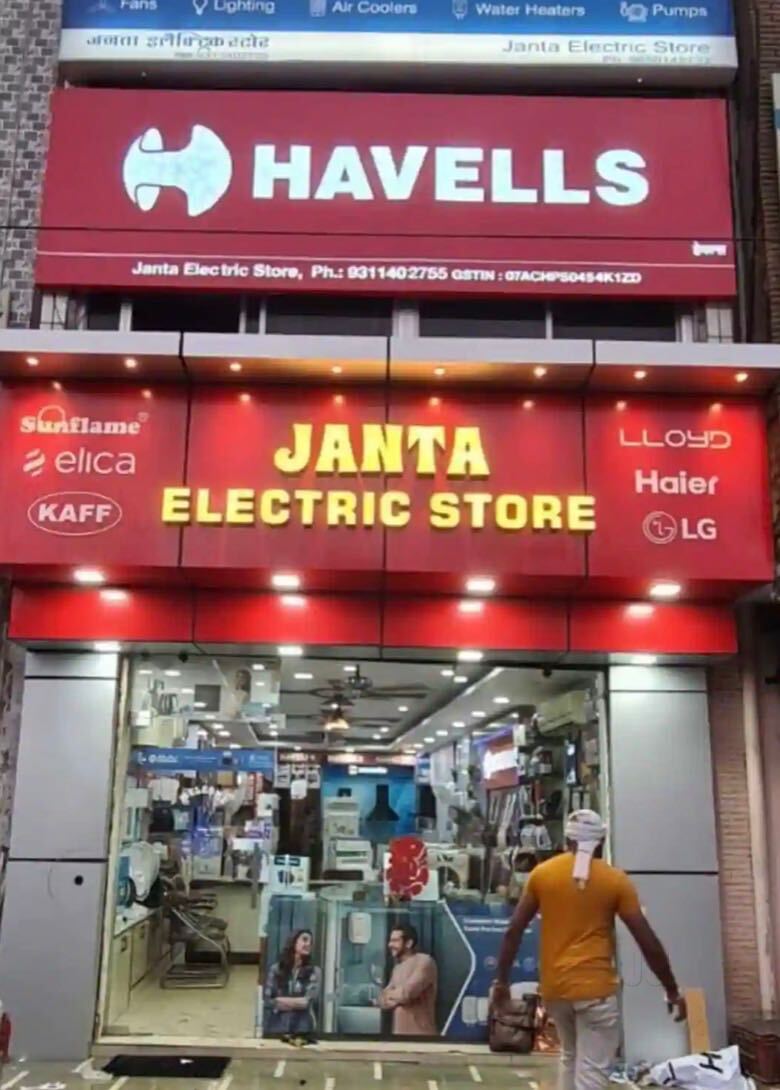 Fans Lighting Air Coolers Water Heaters Pumps
जनता इलैक्ट्रिक स्टोर Janta Electric Store
HAVELLS
Janta Electric Store, Ph.: 9311402755 GSTIN : 07ACHPS0454K1ZD
Sunflame
elica
KAFF
JANTA
ELECTRIC STORE
LLOYD
Haier
LG
HAVELLS